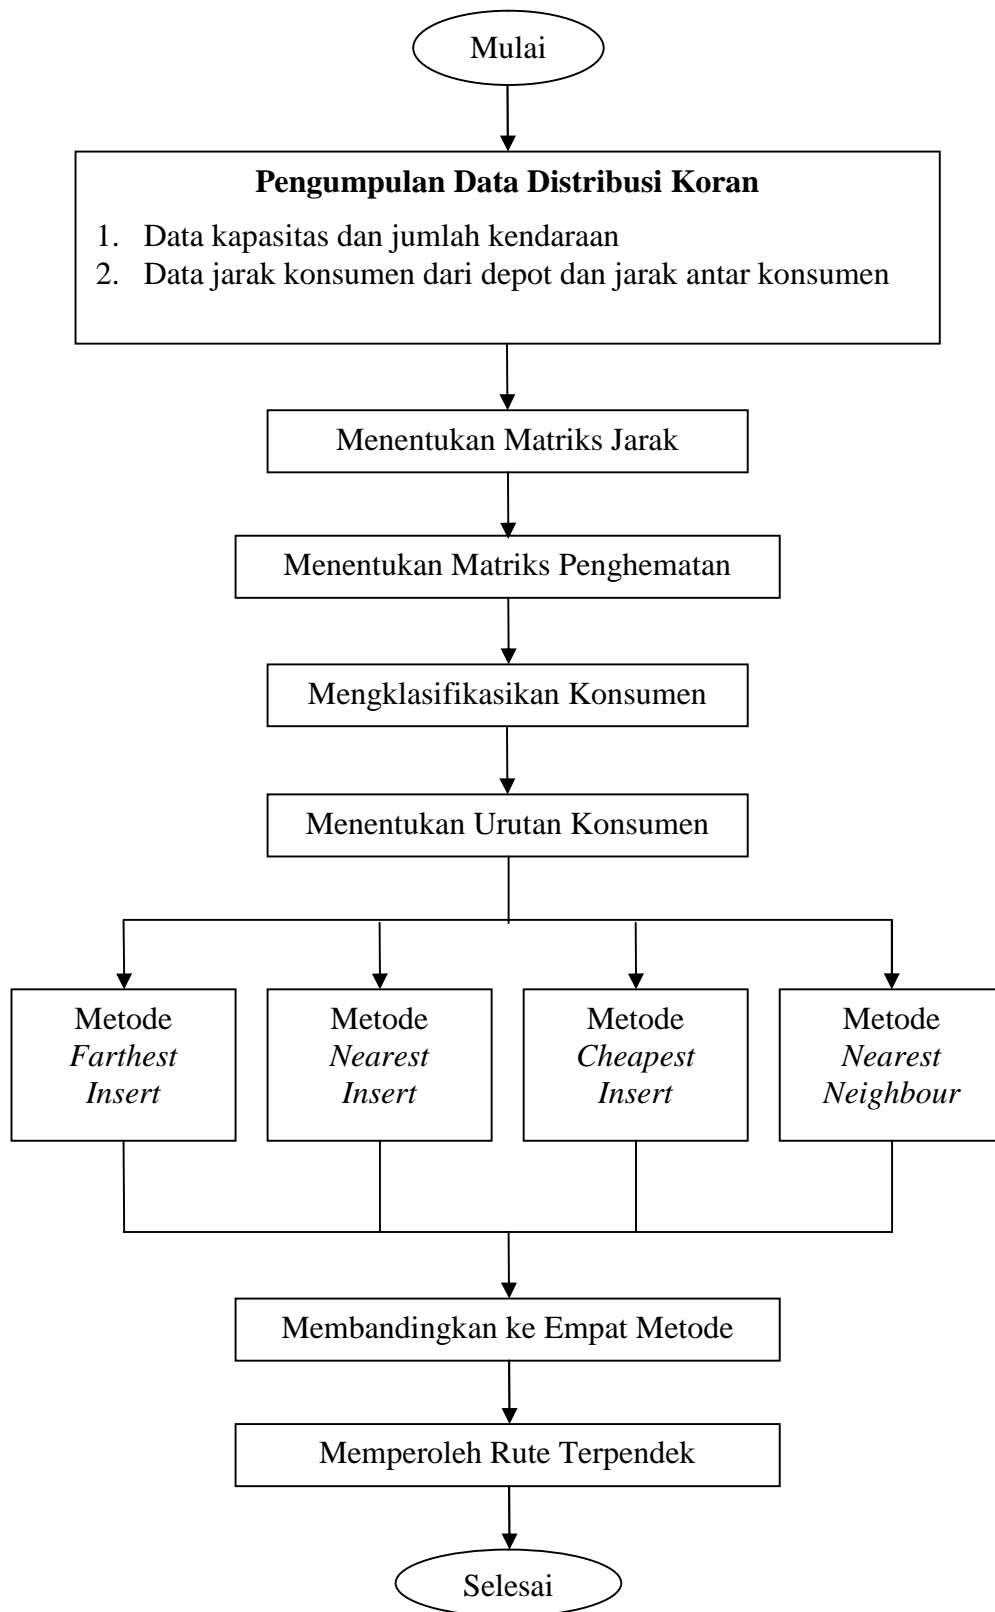 Mulai
Pengumpulan Data Distribusi Koran
1. Data kapasitas dan jumlah kendaraan
2. Data jarak konsumen dari depot dan jarak antar konsumen
Menentukan Matriks Jarak
Menentukan Matriks Penghematan
Mengklasifikasikan Konsumen
Menentukan Urutan Konsumen
Metode
Farthest
Insert
Metode
Nearest
Insert
Metode
Cheapest
Insert
Metode
Nearest
Neighbour
Membandingkan ke Empat Metode
Memperoleh Rute Terpendek
Selesai